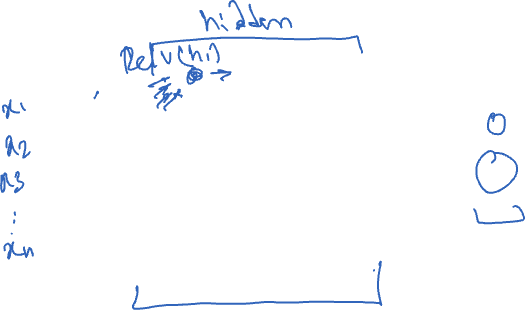 hidden
Relu(hi)
x1
x2
x3
⋮
xn